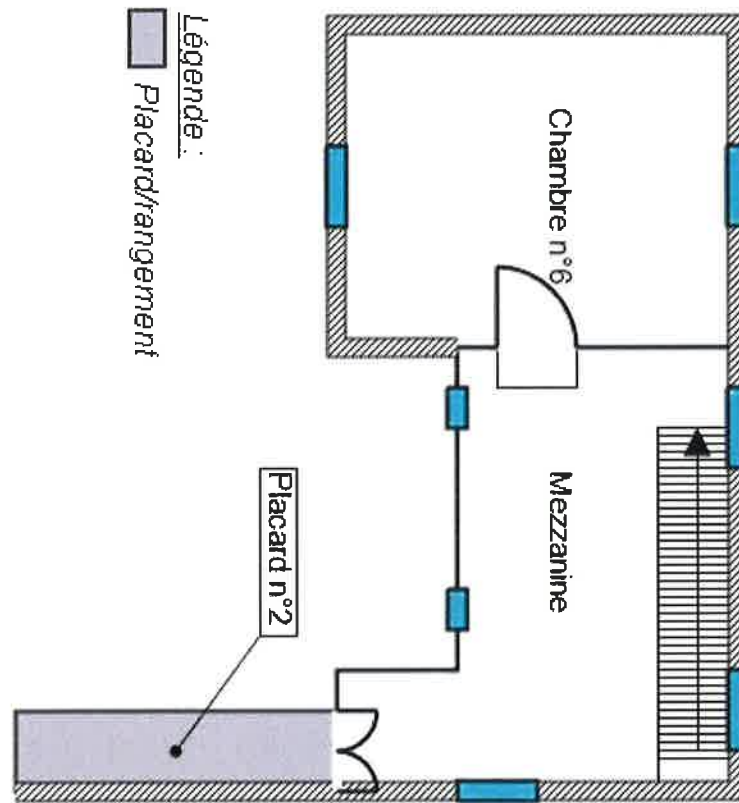 Chambre n°6
Mezzanine
Placard n°2
Légende :
Placard/rangement